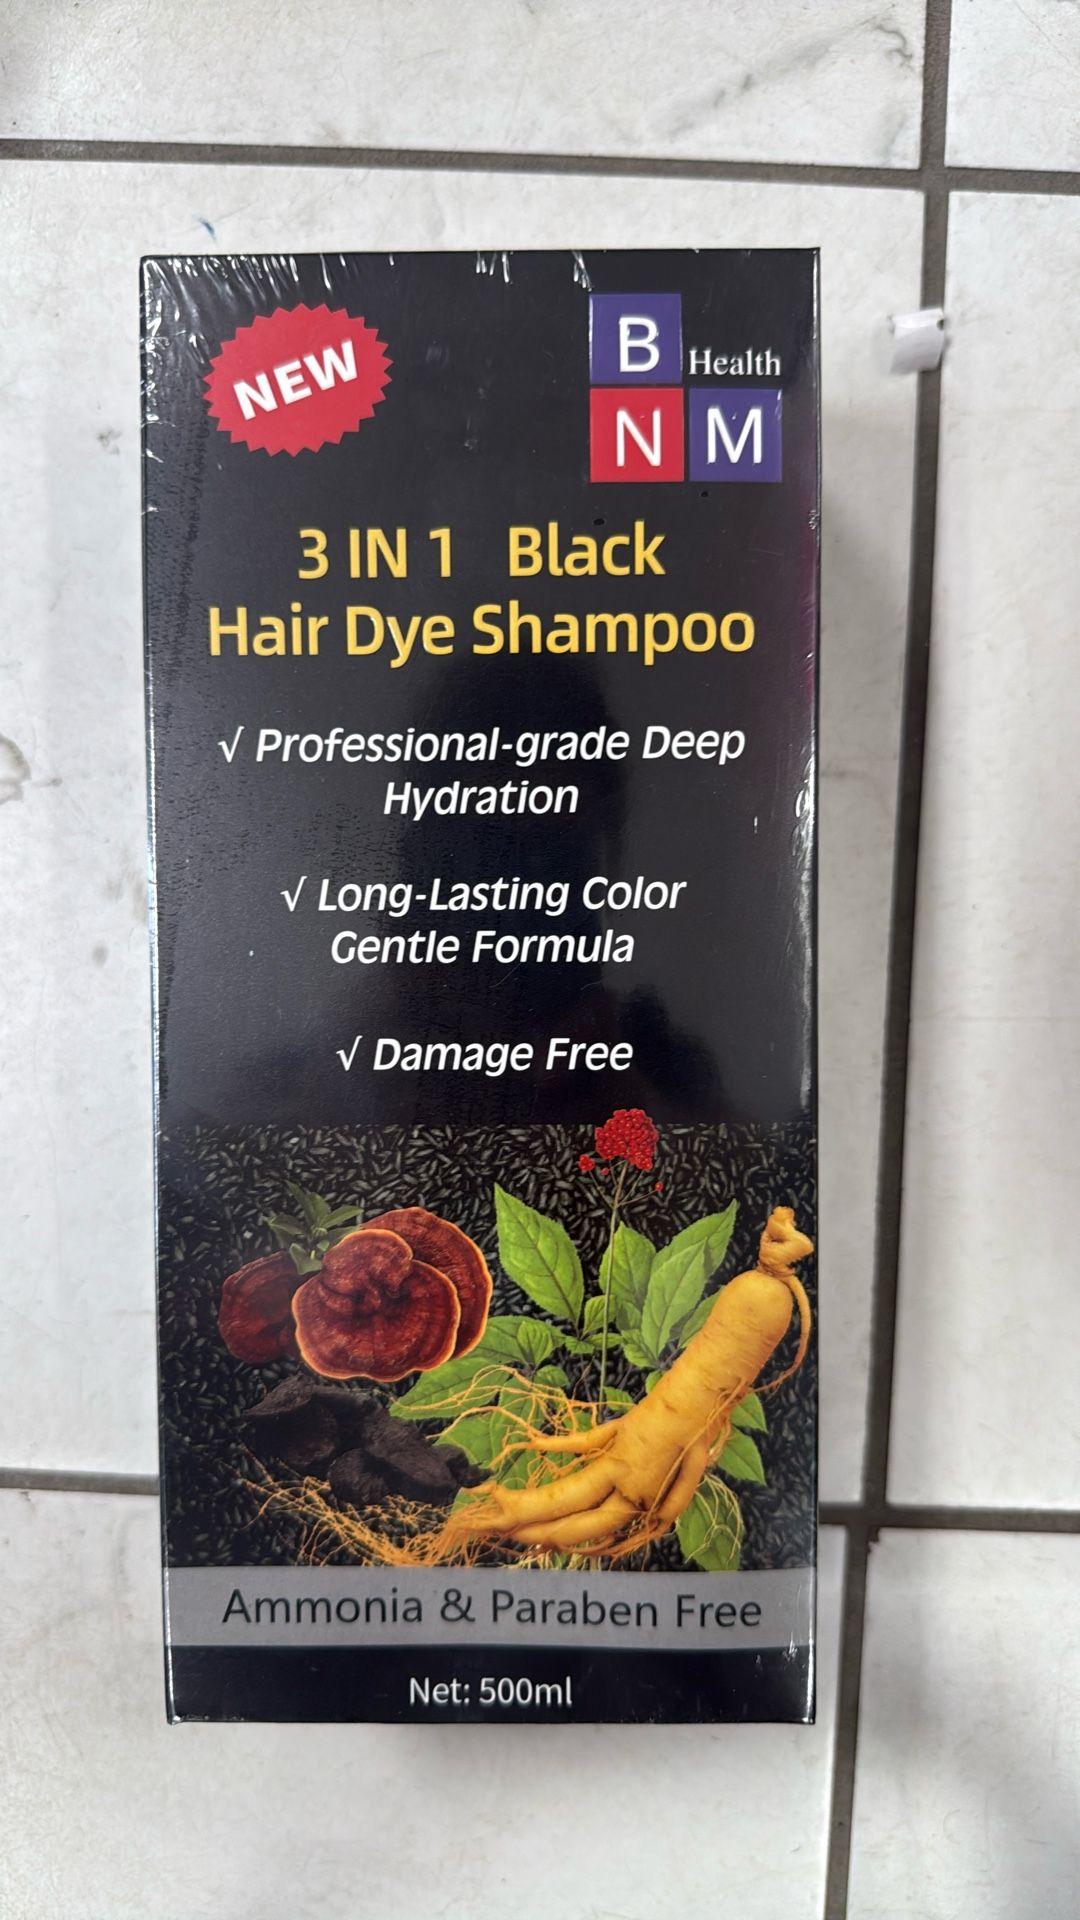 NEW
B Health
N M
3 IN 1 Black
Hair Dye Shampoo
√ Professional-grade Deep
Hydration
√ Long-Lasting Color
Gentle Formula
√ Damage Free
Ammonia & Paraben Free
Net: 500ml